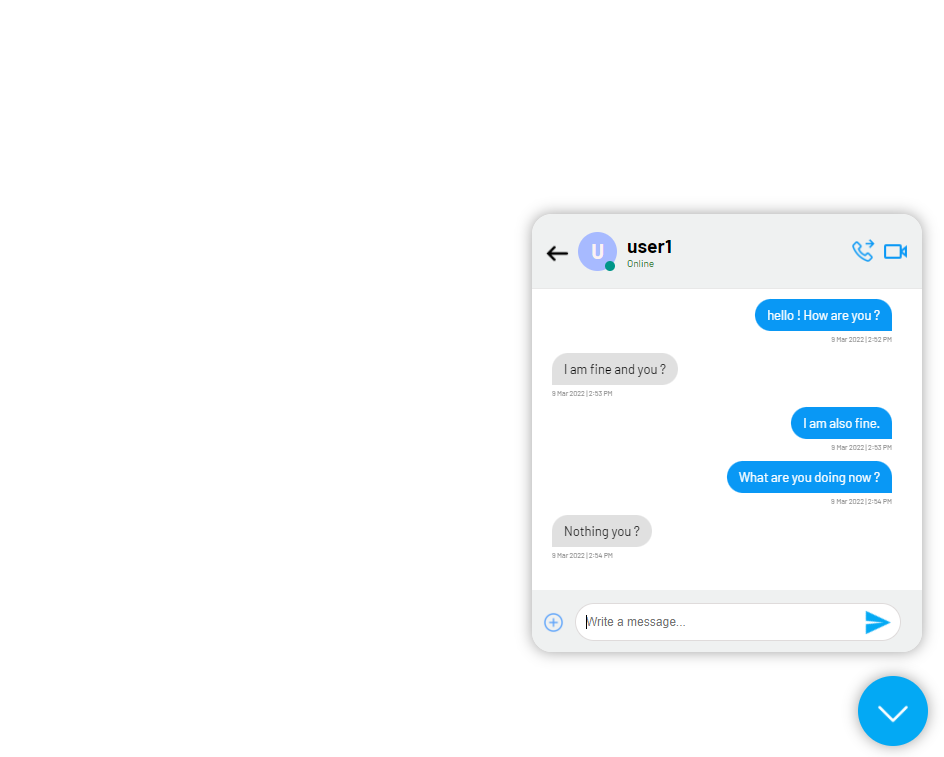 U
user1
Online
hello ! How are you ?
9 Mar 2022 | 2:52 PM
I am fine and you ?
9 Mar 2022 | 2:53 PM
I am also fine.
9 Mar 2022 | 2:53 PM
What are you doing now ?
9 Mar 2022 | 2:54 PM
Nothing you ?
9 Mar 2022 | 2:54 PM
Write a message...